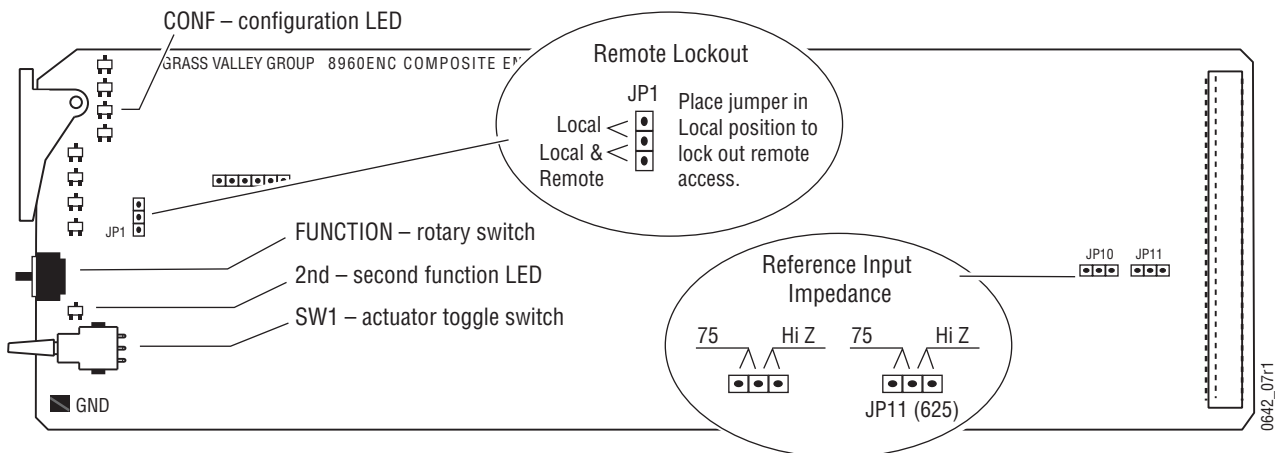 CONF – configuration LED
GRASS VALLEY GROUP 8960ENC COMPOSITE
Remote Lockout
JP1
Local
Local &
Remote
Place jumper in
Local position to
lock out remote
access.
JP1
FUNCTION – rotary switch
2nd – second function LED
SW1 – actuator toggle switch
GND
Reference Input
Impedance
75
Hi Z
75
Hi Z
JP11 (625)
JP10
JP11
0642_07r1